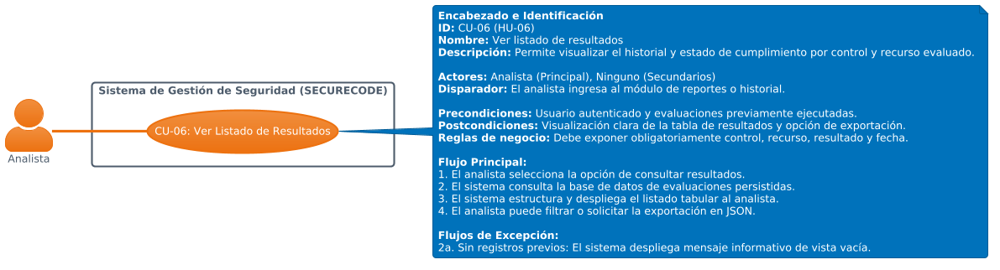 Encabezado e Identificación
ID: CU-06 (HU-06)
Nombre: Ver listado de resultados
Descripción: Permite visualizar el historial y estado de cumplimiento por control y recurso evaluado.
Actores: Analista (Principal), Ninguno (Secundarios)
Disparador: El analista ingresa al módulo de reportes o historial.
Precondiciones: Usuario autenticado y evaluaciones previamente ejecutadas.
Postcondiciones: Visualización clara de la tabla de resultados y opción de exportación.
Reglas de negocio: Debe exponer obligatoriamente control, recurso, resultado y fecha.
Flujo Principal:
1. El analista selecciona la opción de consultar resultados.
2. El sistema consulta la base de datos de evaluaciones persistidas.
3. El sistema estructura y despliega el listado tabular al analista.
4. El analista puede filtrar o solicitar la exportación en JSON.
Flujos de Excepción:
2a. Sin registros previos: El sistema despliega mensaje informativo de vista vacía.
Sistema de Gestión de Seguridad (SECURECODE)
CU-06: Ver Listado de Resultados
Analista